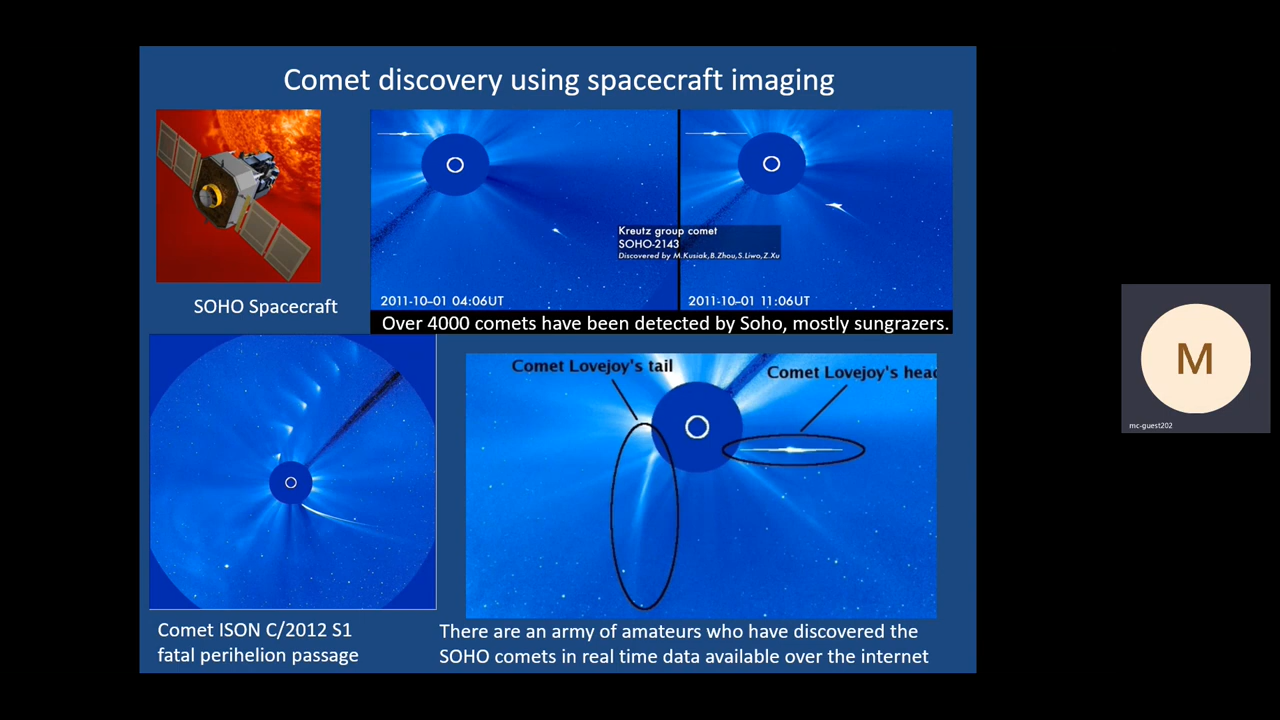 Comet discovery using spacecraft imaging
Kreutz group comet
SOHO-2143
Discovered by M.Kusiak,B.Zhou,S.Liwo,Z.Xu
2011-10-01 04:06UT
2011-10-01 11:06UT
SOHO Spacecraft
Over 4000 comets have been detected by Soho, mostly sungrazers.
Comet Lovejoy's tail
Comet Lovejoy's head
Comet ISON C/2012 S1
fatal perihelion passage
There are an army of amateurs who have discovered the
SOHO comets in real time data available over the internet
M
mc-guest202